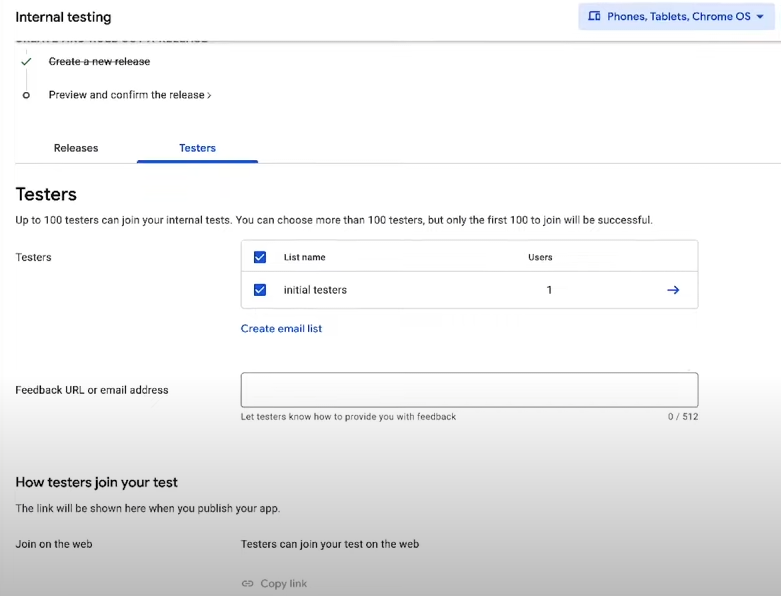 Internal testing
Phones, Tablets, Chrome OS
Create a new release
Preview and confirm the release
Releases
Testers
Testers
Up to 100 testers can join your internal tests. You can choose more than 100 testers, but only the first 100 to join will be successful.
Testers
List name
Users
initial testers
1
Create email list
Feedback URL or email address
Let testers know how to provide you with feedback
0 / 512
How testers join your test
The link will be shown here when you publish your app.
Join on the web
Testers can join your test on the web
Copy link